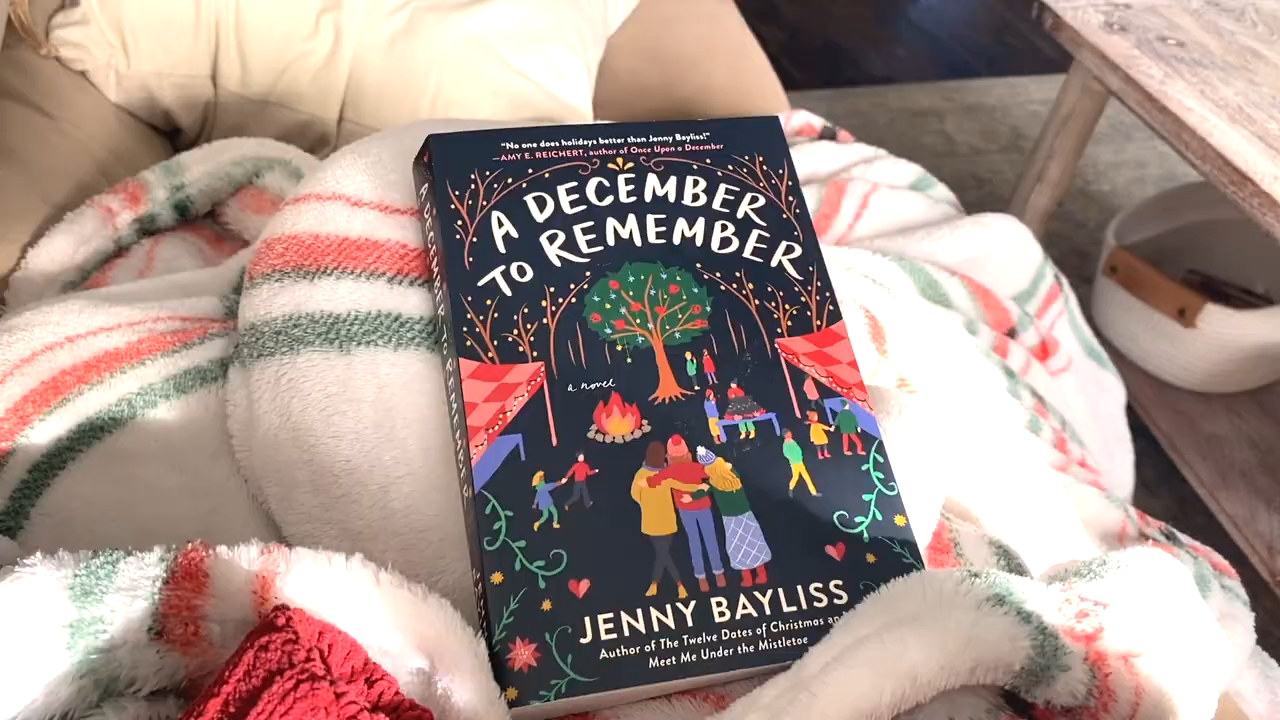 "No one does holidays better than Jenny Bayliss!"
—AMY E. REICHERT, author of Once Upon a December
A DECEMBER
TO REMEMBER
a novel
JENNY BAYLISS
Author of The Twelve Dates of Christmas
Meet Me Under the Mistletoe
A DECEMBER TO REMEMBER